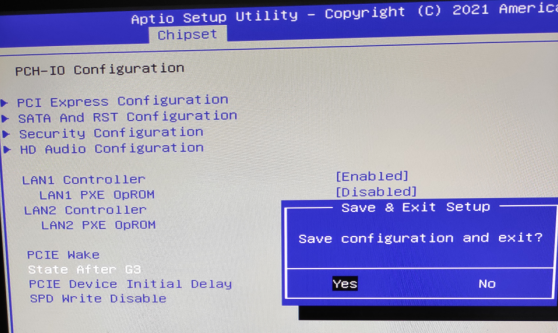 Aptio Setup Utility – Copyright (C) 2021 America
Chipset
PCH-IO Configuration
PCI Express Configuration
SATA And RST Configuration
Security Configuration
HD Audio Configuration
LAN1 Controller [Enabled]
LAN1 PXE OpROM [Disabled]
LAN2 Controller
LAN2 PXE OpROM
Save & Exit Setup
Save configuration and exit?
Yes No
PCIE Wake
State After G3
PCIE Device Initial Delay
SPD Write Disable